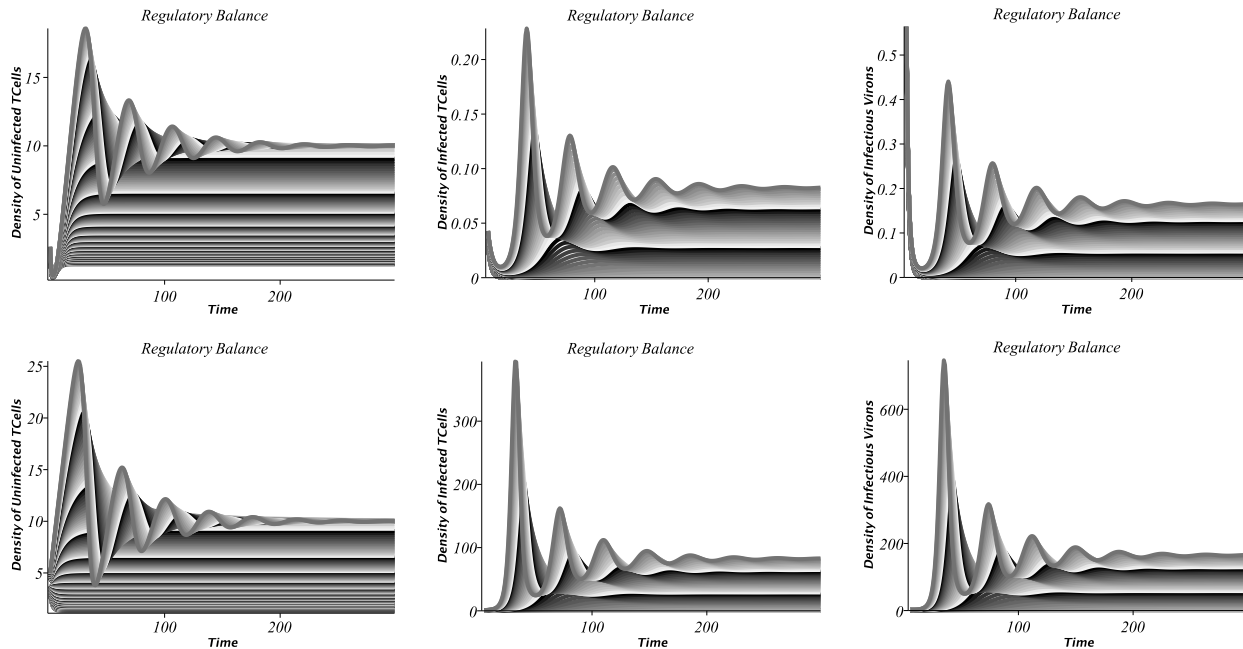 Regulatory Balance
Density of Uninfected TCells
15
10
5
100
200
Time
Regulatory Balance
Density of Infected TCells
0.20
0.15
0.10
0.05
0
100
200
Time
Regulatory Balance
Density of Infectious Virons
0.5
0.4
0.3
0.2
0.1
0
100
200
Time
Regulatory Balance
Density of Uninfected TCells
25
20
15
10
5
100
200
Time
Regulatory Balance
Density of Infected TCells
300
200
100
0
100
200
Time
Regulatory Balance
Density of Infectious Virons
600
400
200
0
100
200
Time